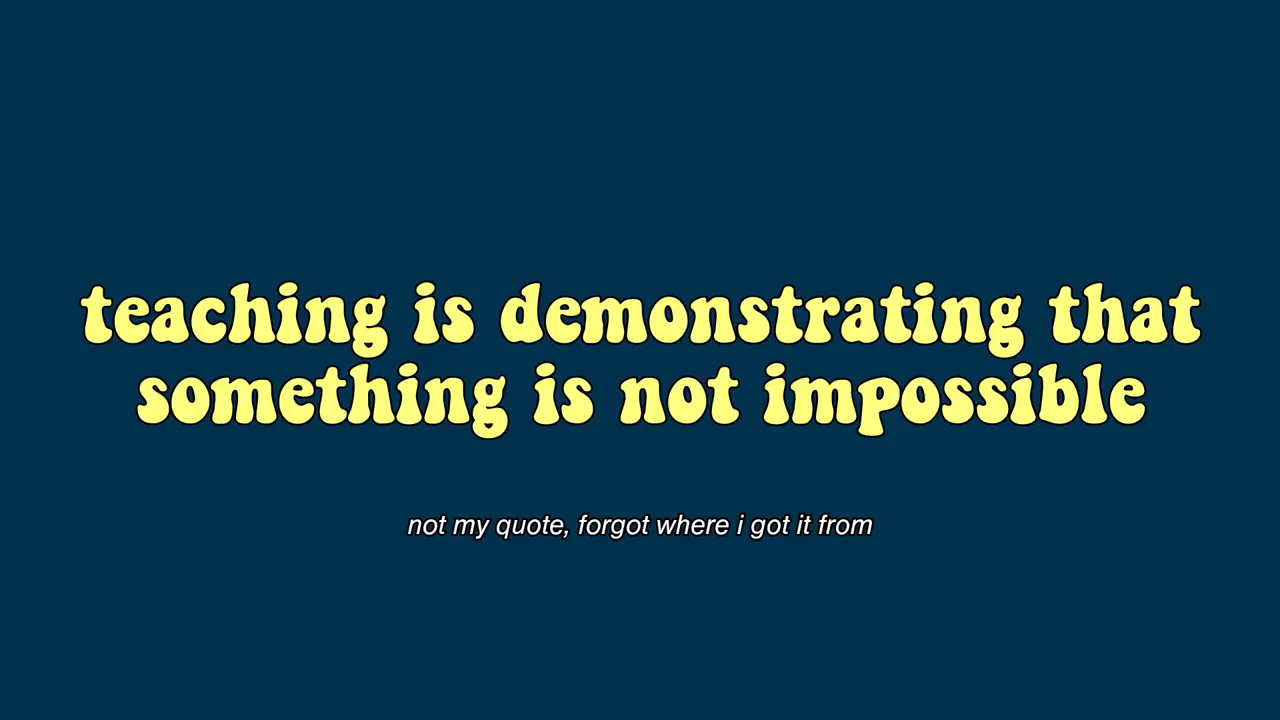 teaching is demonstrating that
something is not impossible
not my quote, forgot where i got it from